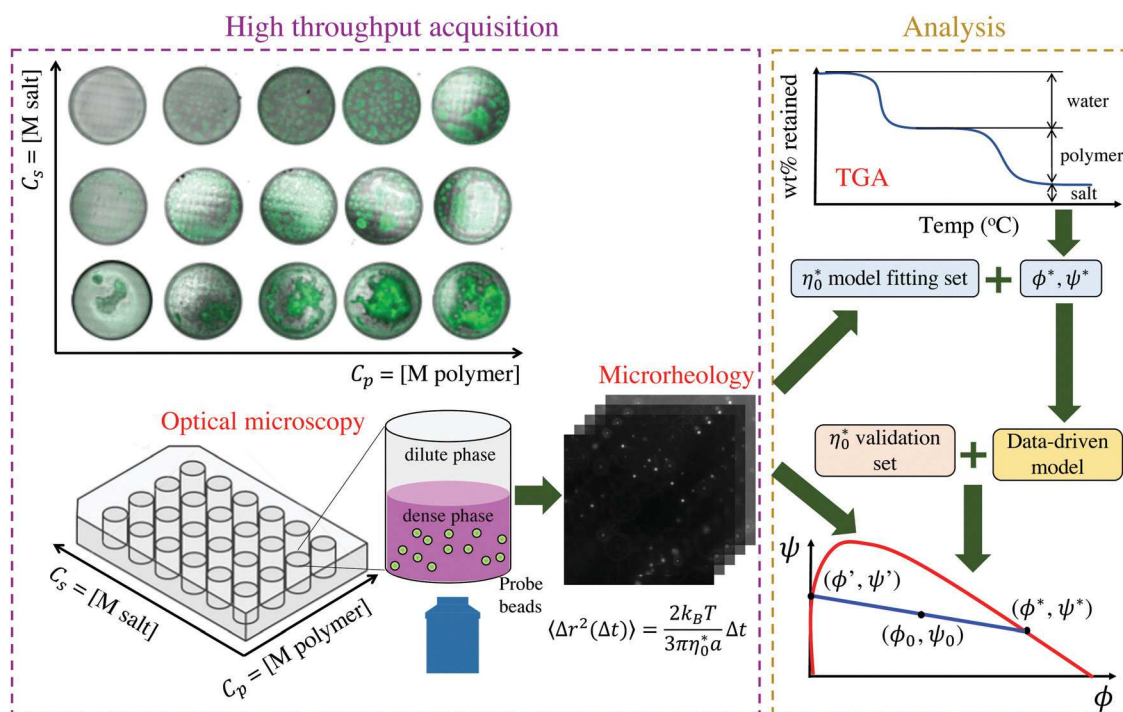 High throughput acquisition
C_s = [M salt]
C_p = [M polymer]
Optical microscopy
dilute phase
dense phase
Probe
beads
C_s = [M salt]
C_p = [M polymer]
Microrheology
⟨Δr²(Δt)⟩ = 2k_BT / 3πη₀*a Δt
Analysis
wt% retained
TGA
water
polymer
salt
Temp (°C)
η₀* model fitting set + ϕ*, ψ*
η₀* validation
set
+
Data-driven
model
ψ
(ϕ', ψ')
(ϕ₀, ψ₀)
(ϕ*, ψ*)
ϕ